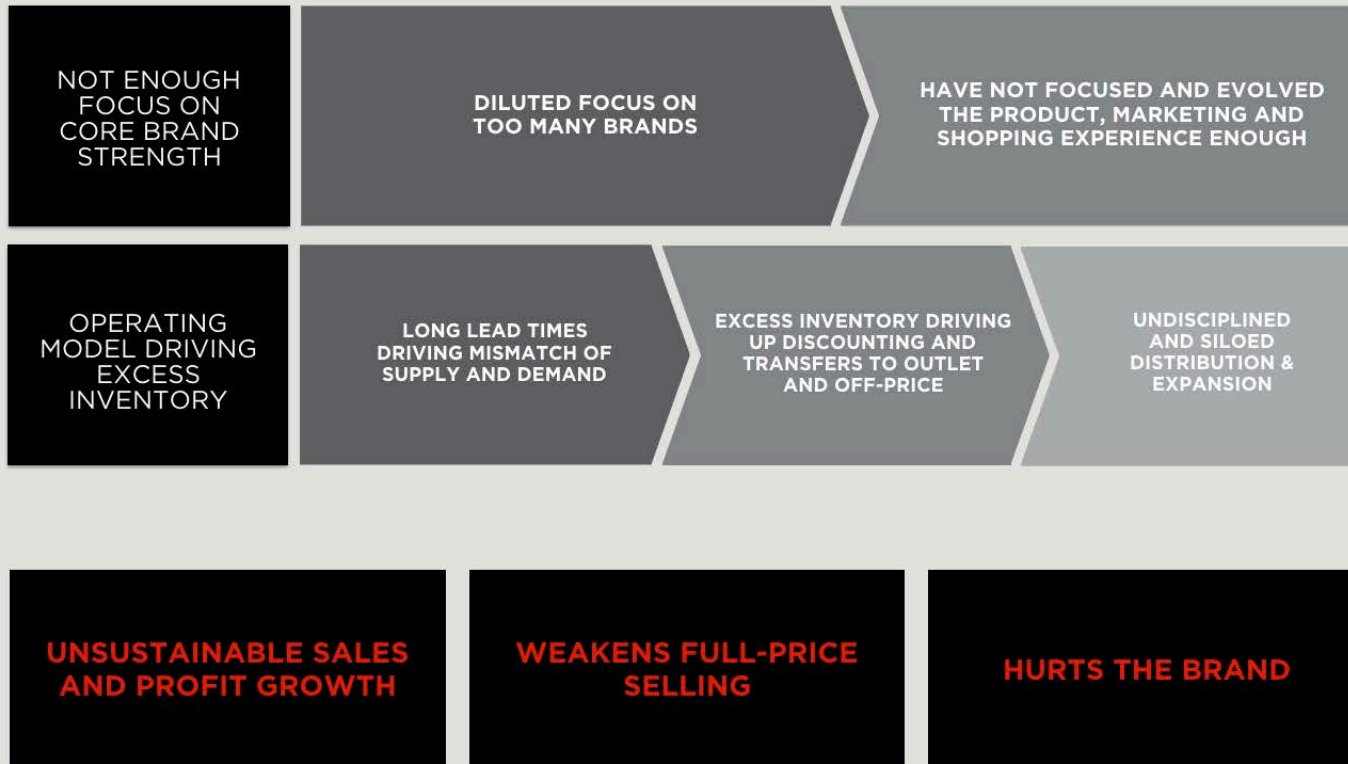 NOT ENOUGH
FOCUS ON
CORE BRAND
STRENGTH
DILUTED FOCUS ON
TOO MANY BRANDS
HAVE NOT FOCUSED AND EVOLVED
THE PRODUCT, MARKETING AND
SHOPPING EXPERIENCE ENOUGH
OPERATING
MODEL DRIVING
EXCESS
INVENTORY
LONG LEAD TIMES
DRIVING MISMATCH OF
SUPPLY AND DEMAND
EXCESS INVENTORY DRIVING
UP DISCOUNTING AND
TRANSFERS TO OUTLET
AND OFF-PRICE
UNDISCIPLINED
AND SILOED
DISTRIBUTION &
EXPANSION
UNSUSTAINABLE SALES
AND PROFIT GROWTH
WEAKENS FULL-PRICE
SELLING
HURTS THE BRAND